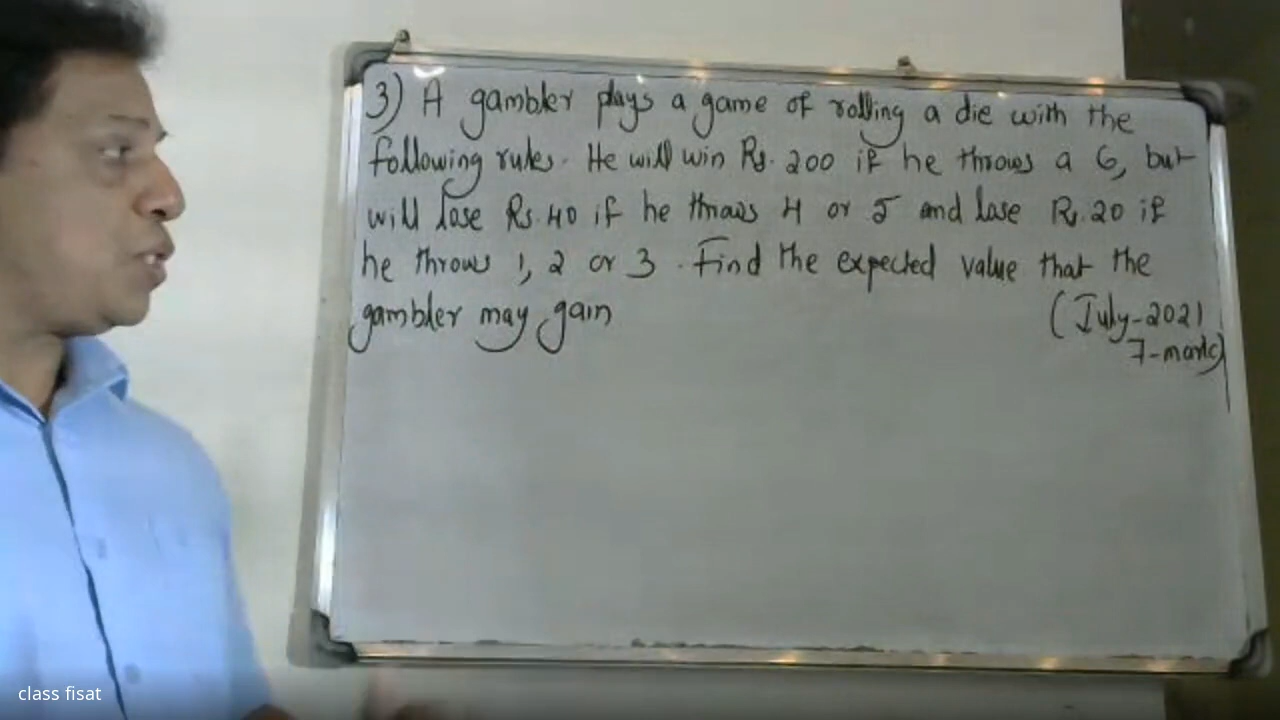 3) A gambler plays a game of rolling a die with the
following rules. He will win Rs. 200 if he throws a 6, but
will lose Rs. 40 if he throws 4 or 5 and lose Rs. 20 if
he throws 1, 2 or 3. Find the expected value that the
gambler may gain
(July-2021
7-marks)
class fisat